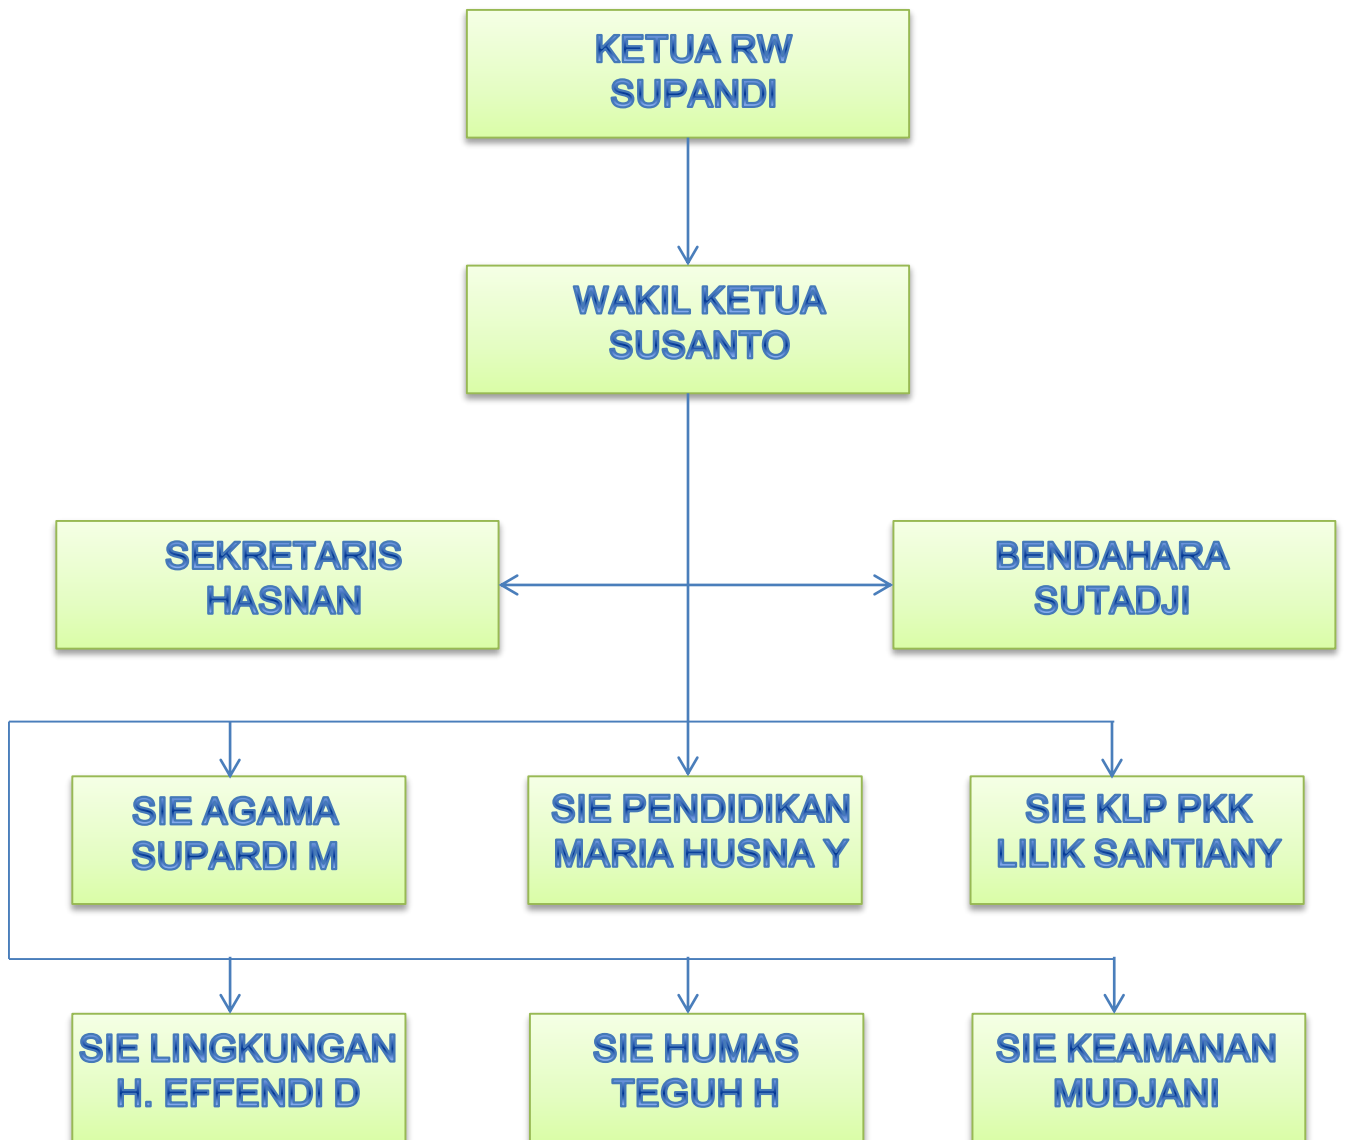 KETUA RW
SUPANDI
WAKIL KETUA
SUSANTO
SEKRETARIS
HASNAN
BENDAHARA
SUTADJI
SIE AGAMA
SUPARDI M
SIE PENDIDIKAN
MARIA HUSNA Y
SIE KLP PKK
LILIK SANTIANY
SIE LINGKUNGAN
H. EFFENDI D
SIE HUMAS
TEGUH H
SIE KEAMANAN
MUDJANI